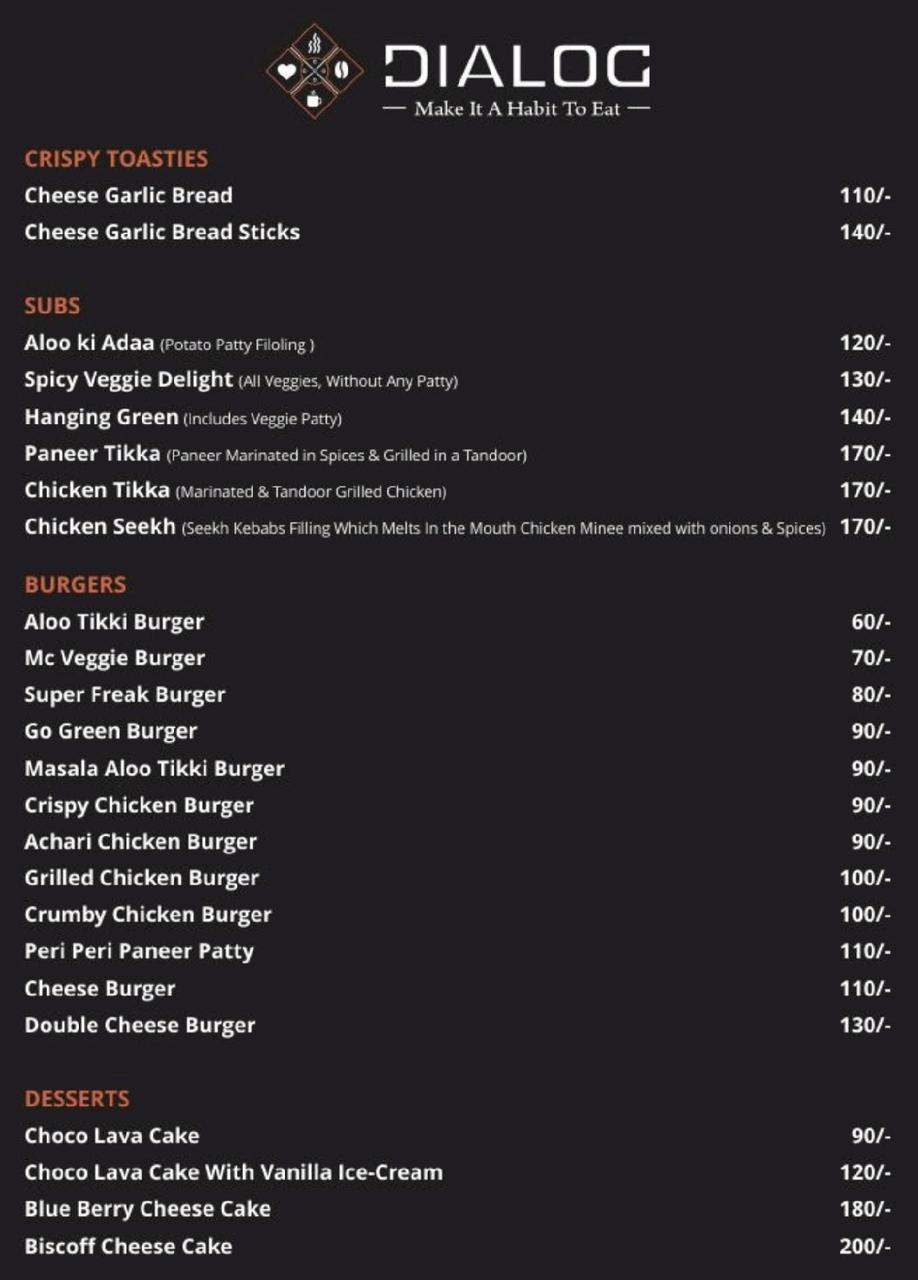 DIALOG
Make It A Habit To Eat
CRISPY TOASTIES
Cheese Garlic Bread 110/-
Cheese Garlic Bread Sticks 140/-
SUBS
Aloo ki Adaa (Potato Patty Filoling ) 120/-
Spicy Veggie Delight (All Veggies, Without Any Patty) 130/-
Hanging Green (Includes Veggie Patty) 140/-
Paneer Tikka (Paneer Marinated in Spices & Grilled in a Tandoor) 170/-
Chicken Tikka (Marinated & Tandoor Grilled Chicken) 170/-
Chicken Seekh (Seekh Kebabs Filling Which Melts In the Mouth Chicken Minee mixed with onions & Spices) 170/-
BURGERS
Aloo Tikki Burger 60/-
Mc Veggie Burger 70/-
Super Freak Burger 80/-
Go Green Burger 90/-
Masala Aloo Tikki Burger 90/-
Crispy Chicken Burger 90/-
Achari Chicken Burger 90/-
Grilled Chicken Burger 100/-
Crumby Chicken Burger 100/-
Peri Peri Paneer Patty 110/-
Cheese Burger 110/-
Double Cheese Burger 130/-
DESSERTS
Choco Lava Cake 90/-
Choco Lava Cake With Vanilla Ice-Cream 120/-
Blue Berry Cheese Cake 180/-
Biscoff Cheese Cake 200/-